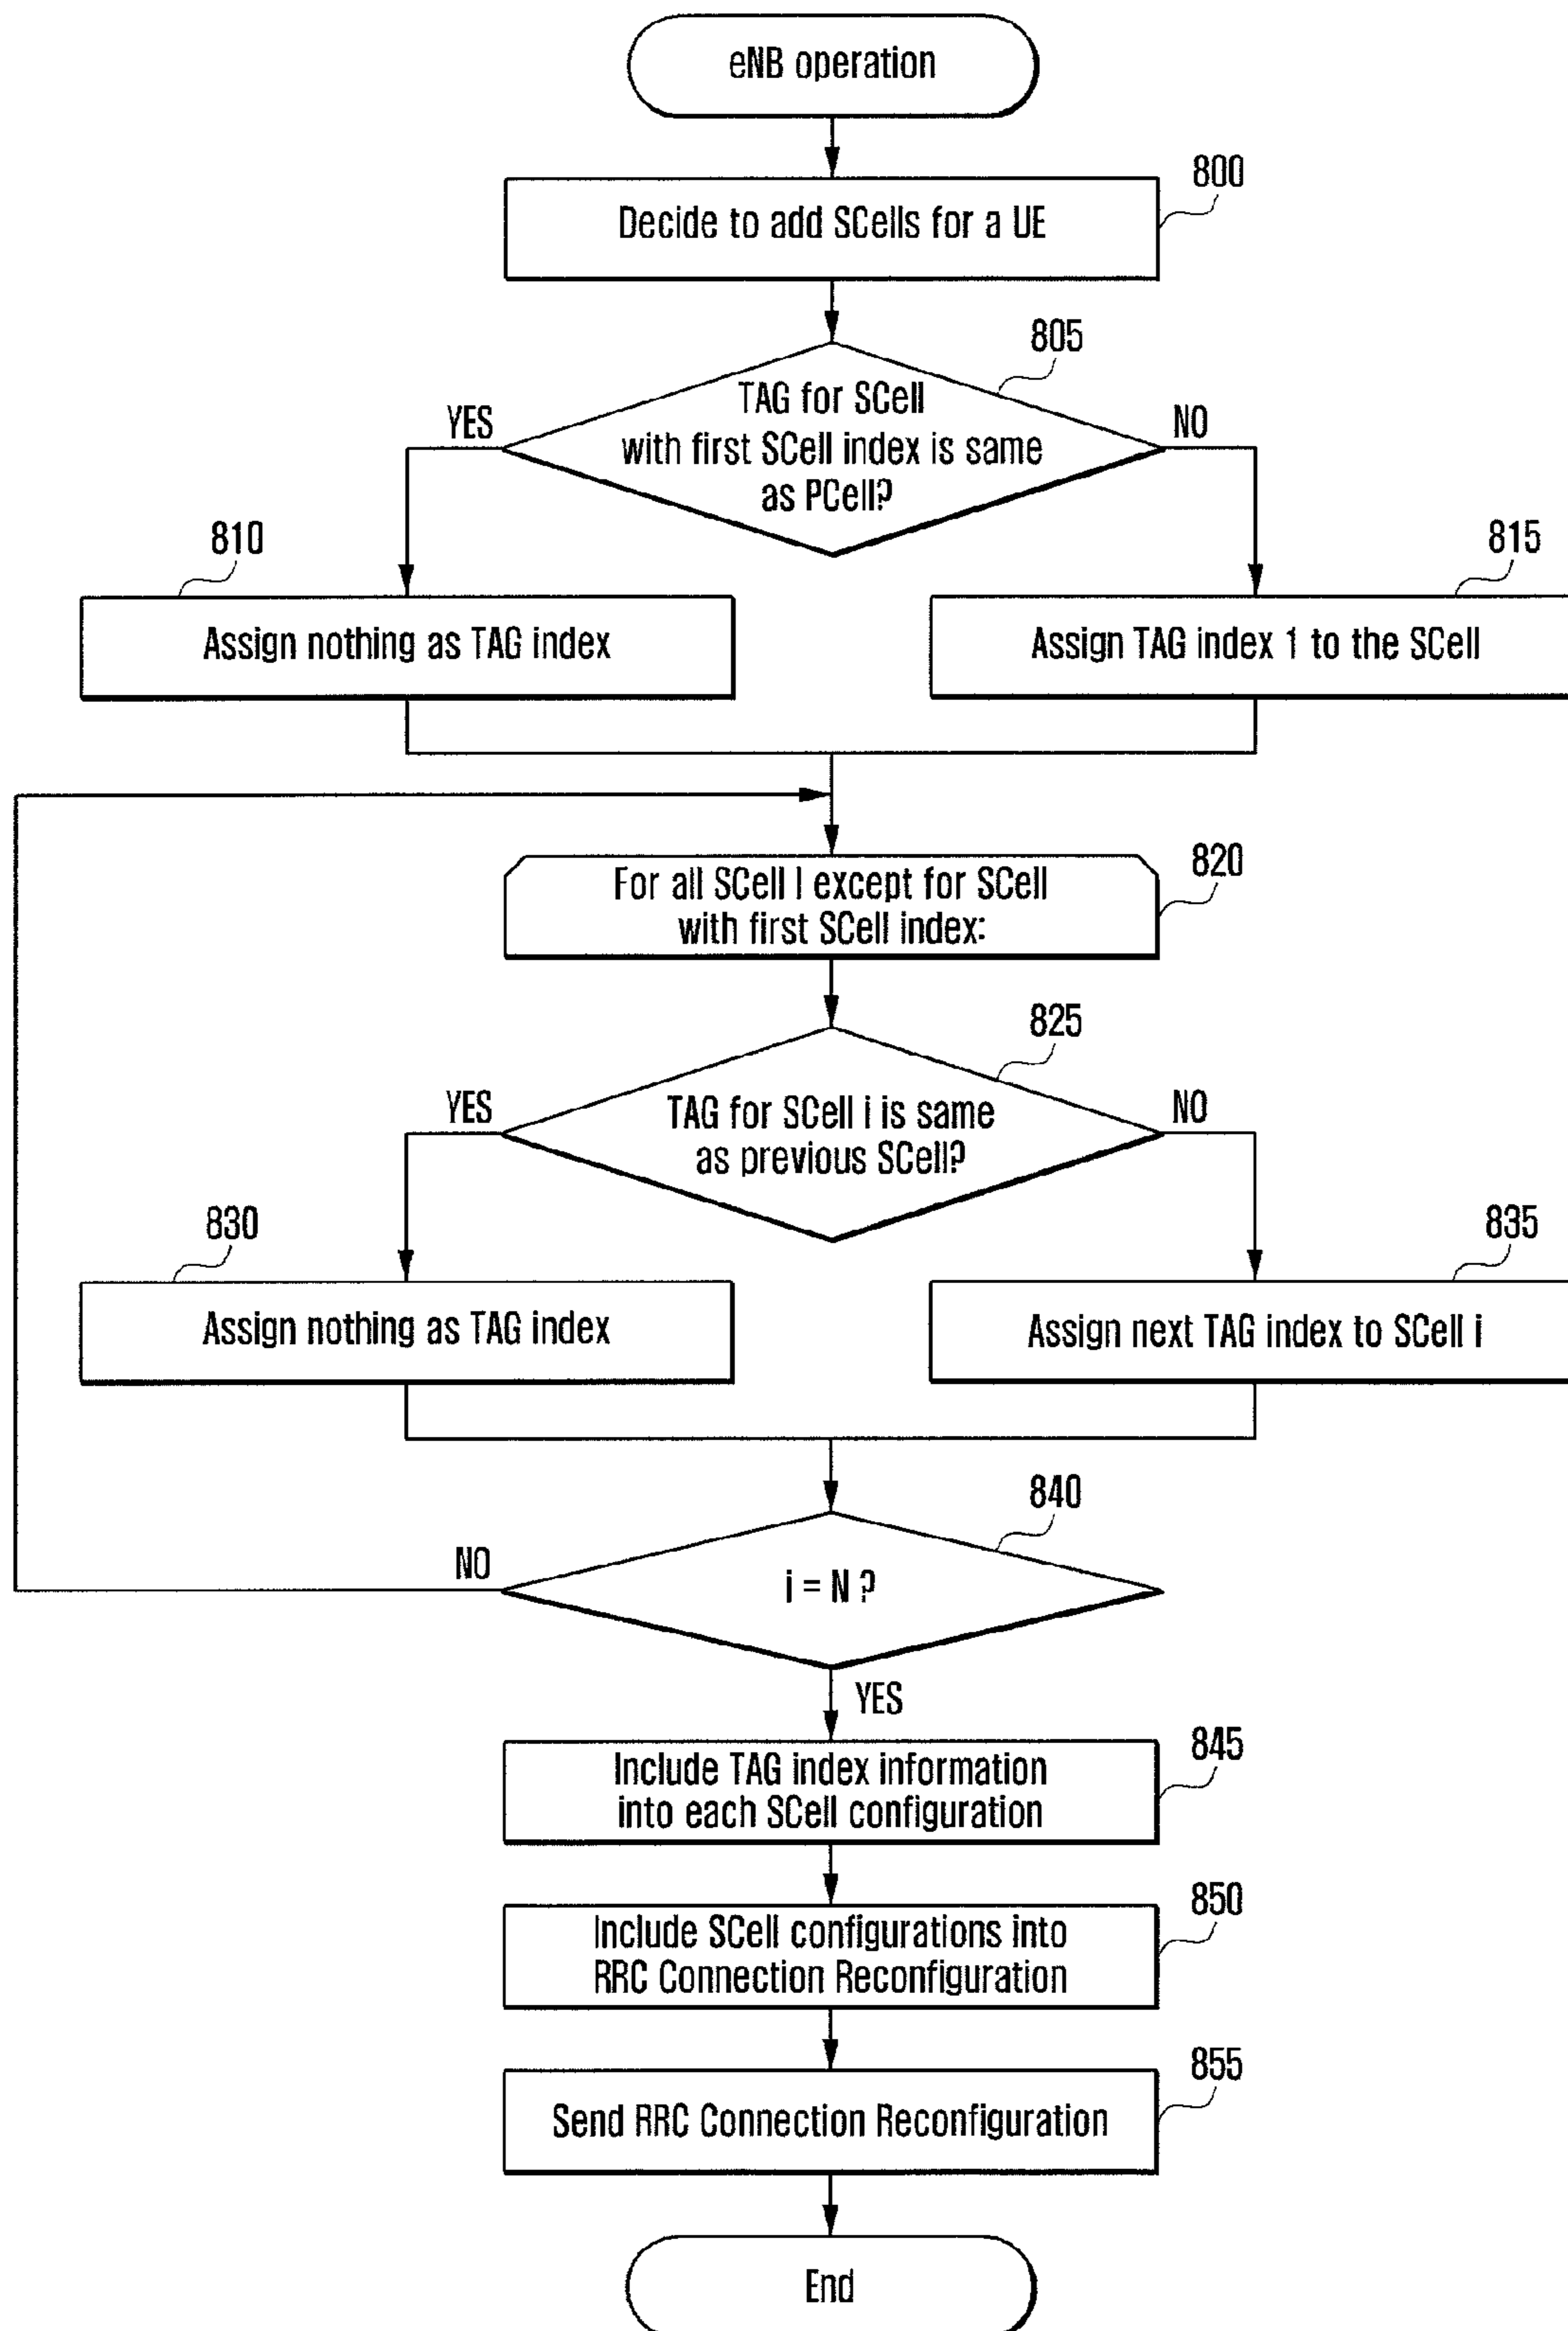 eNB operation
800
Decide to add SCells for a UE
805
TAG for SCell
with first SCell index is same
as PCell?
YES
NO
810
815
Assign nothing as TAG index
Assign TAG index 1 to the SCell
820
For all SCell I except for SCell
with first SCell index:
825
TAG for SCell i is same
as previous SCell?
YES
NO
830
835
Assign nothing as TAG index
Assign next TAG index to SCell i
840
i = N ?
NO
YES
845
Include TAG index information
into each SCell configuration
850
Include SCell configurations into
RRC Connection Reconfiguration
855
Send RRC Connection Reconfiguration
End